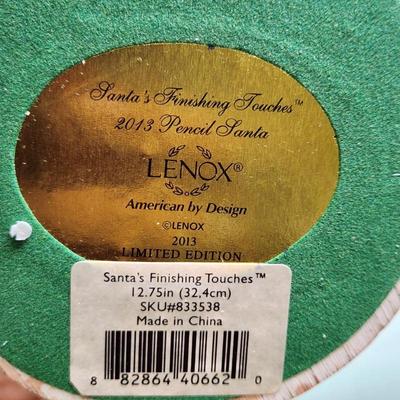 Santa's Finishing Touches™
2013 Pencil Santa
LENOX®
American by Design
©LENOX
2013
LIMITED EDITION
Santa's Finishing Touches™
12.75in (32,4cm)
SKU#833538
Made in China
8 82864 40662 0